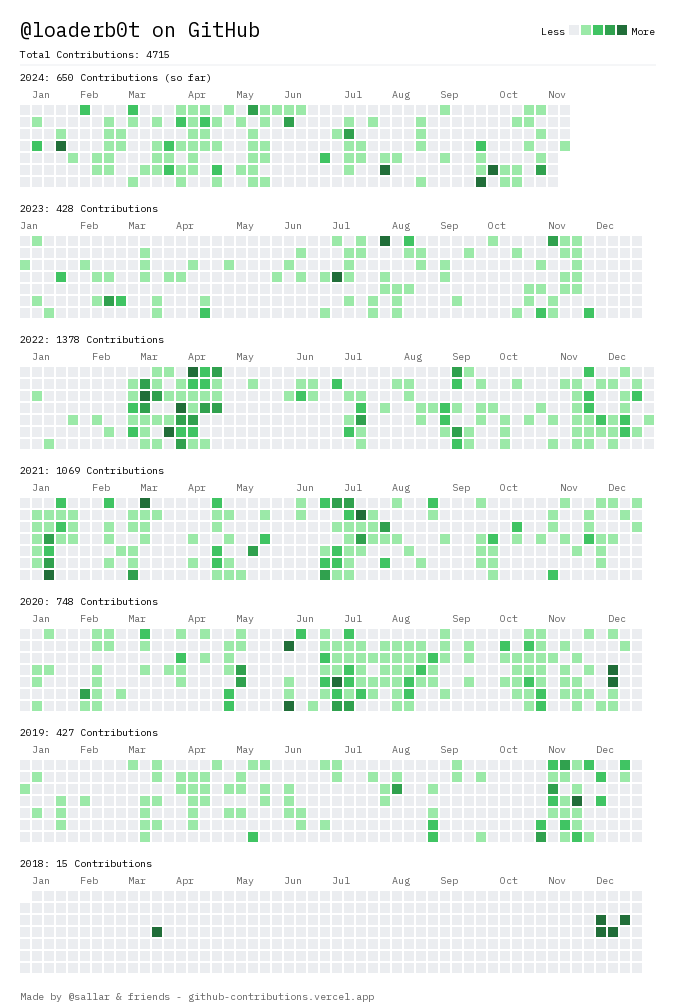 @loaderb0t on GitHub
Less More
Total Contributions: 4715
2024: 650 Contributions (so far)
Jan Feb Mar Apr May Jun Jul Aug Sep Oct Nov
2023: 428 Contributions
Jan Feb Mar Apr May Jun Jul Aug Sep Oct Nov Dec
2022: 1378 Contributions
Jan Feb Mar Apr May Jun Jul Aug Sep Oct Nov Dec
2021: 1069 Contributions
Jan Feb Mar Apr May Jun Jul Aug Sep Oct Nov Dec
2020: 748 Contributions
Jan Feb Mar Apr May Jun Jul Aug Sep Oct Nov Dec
2019: 427 Contributions
Jan Feb Mar Apr May Jun Jul Aug Sep Oct Nov Dec
2018: 15 Contributions
Jan Feb Mar Apr May Jun Jul Aug Sep Oct Nov Dec
Made by @sallar & friends - github-contributions.vercel.app